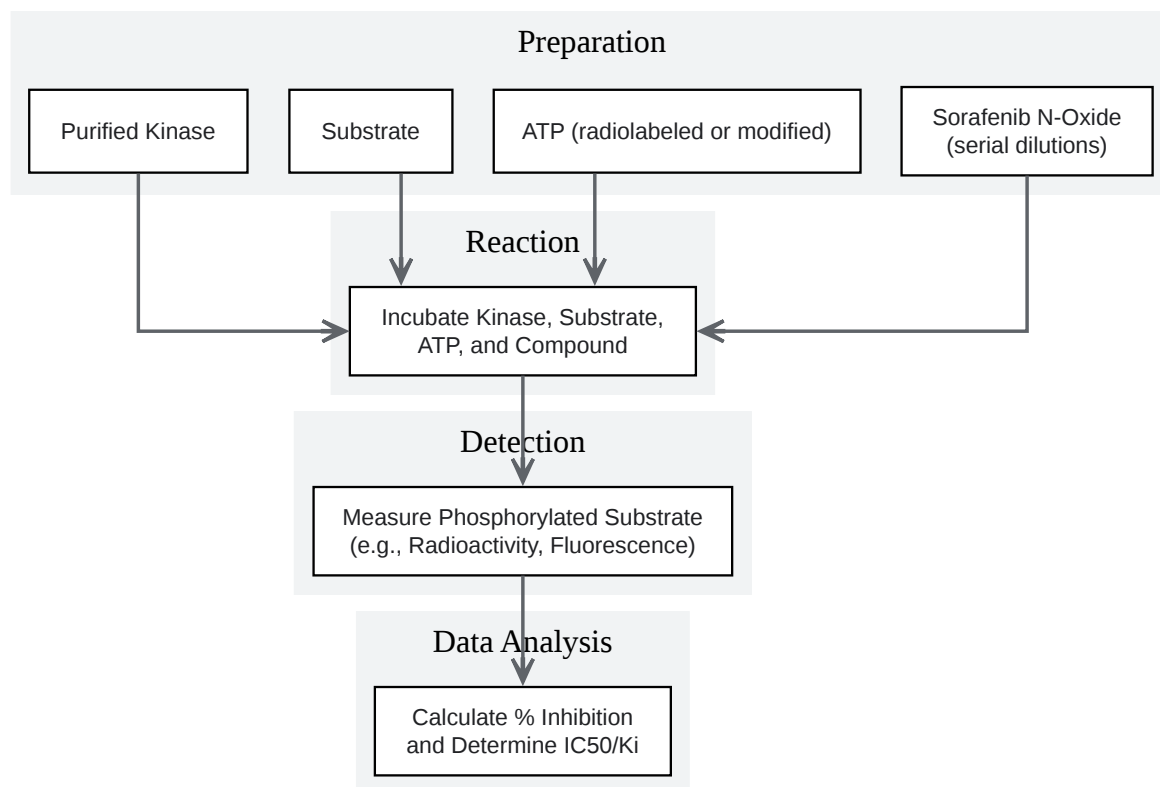 Preparation
Purified Kinase
Substrate
ATP (radiolabeled or modified)
Sorafenib N-Oxide
(serial dilutions)
Reaction
Incubate Kinase, Substrate,
ATP, and Compound
Detection
Measure Phosphorylated Substrate
(e.g., Radioactivity, Fluorescence)
Data Analysis
Calculate % Inhibition
and Determine IC50/Ki